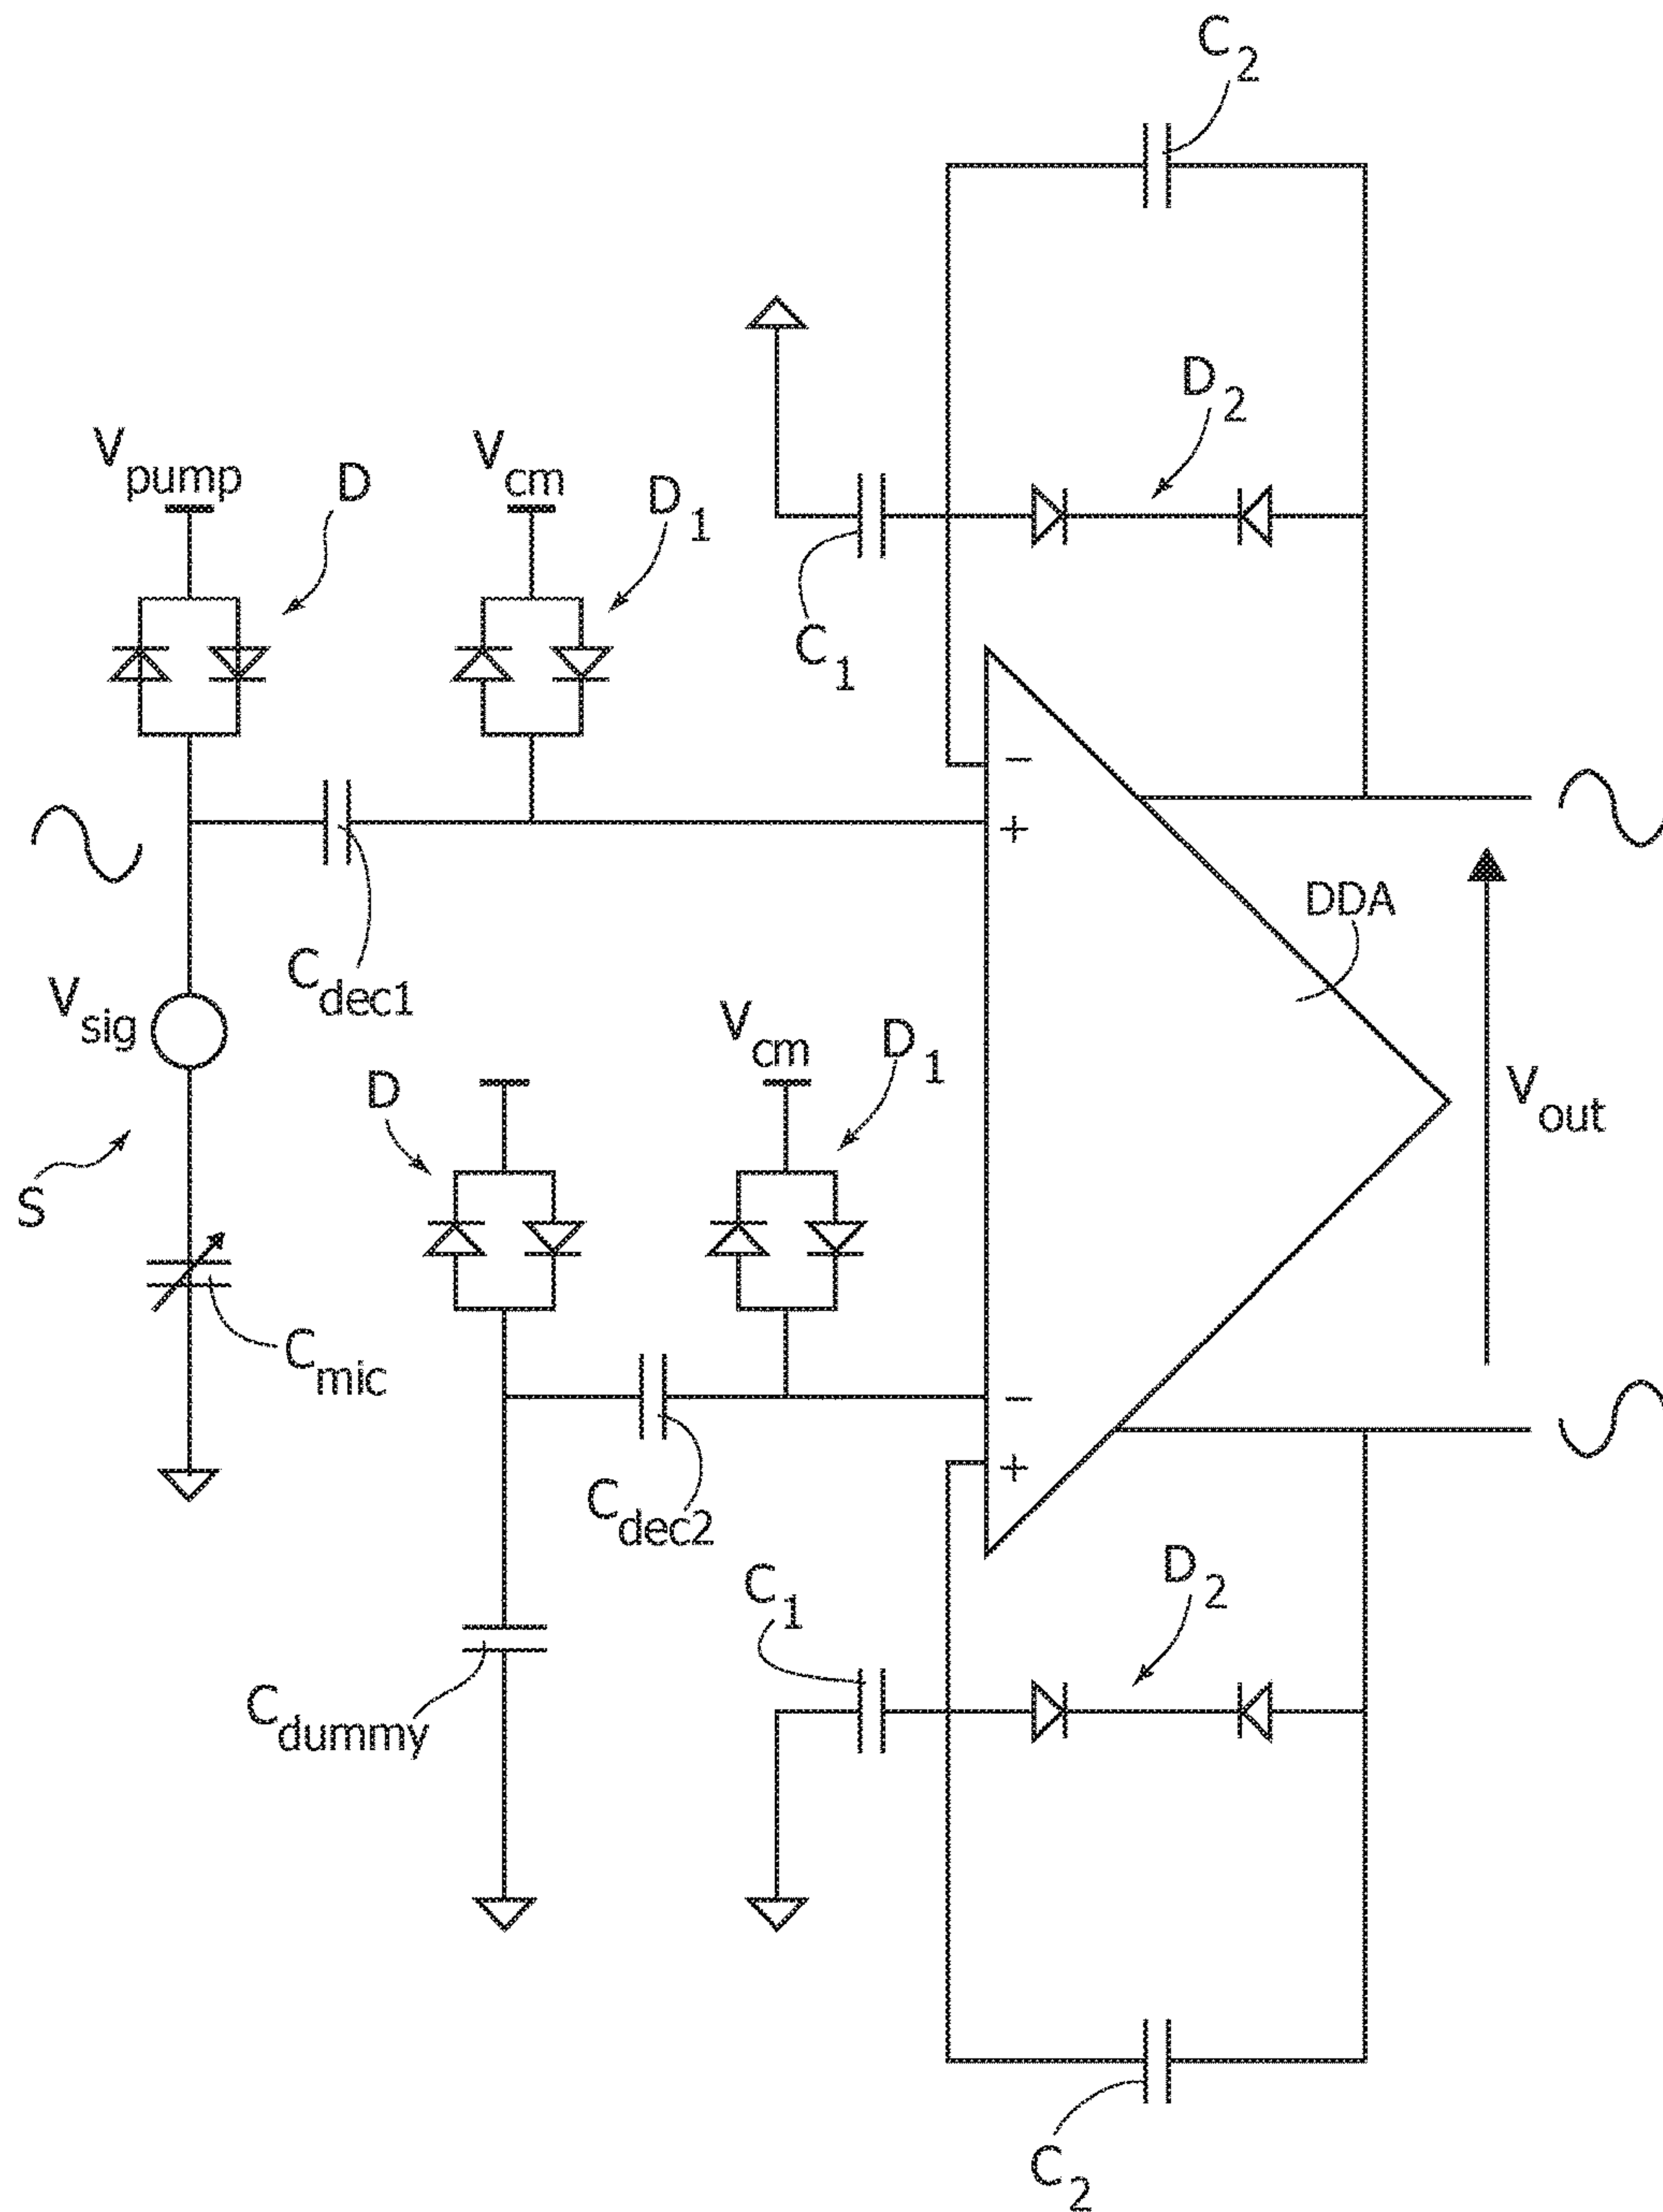 C2
D2
Vpump
D
Vcm
D1
C1
−
+
DDA
Cdec1
Vsig
Vcm
D1
D
Vout
S
Cmic
−
+
Cdec2
D2
C1
Cdummy
C2